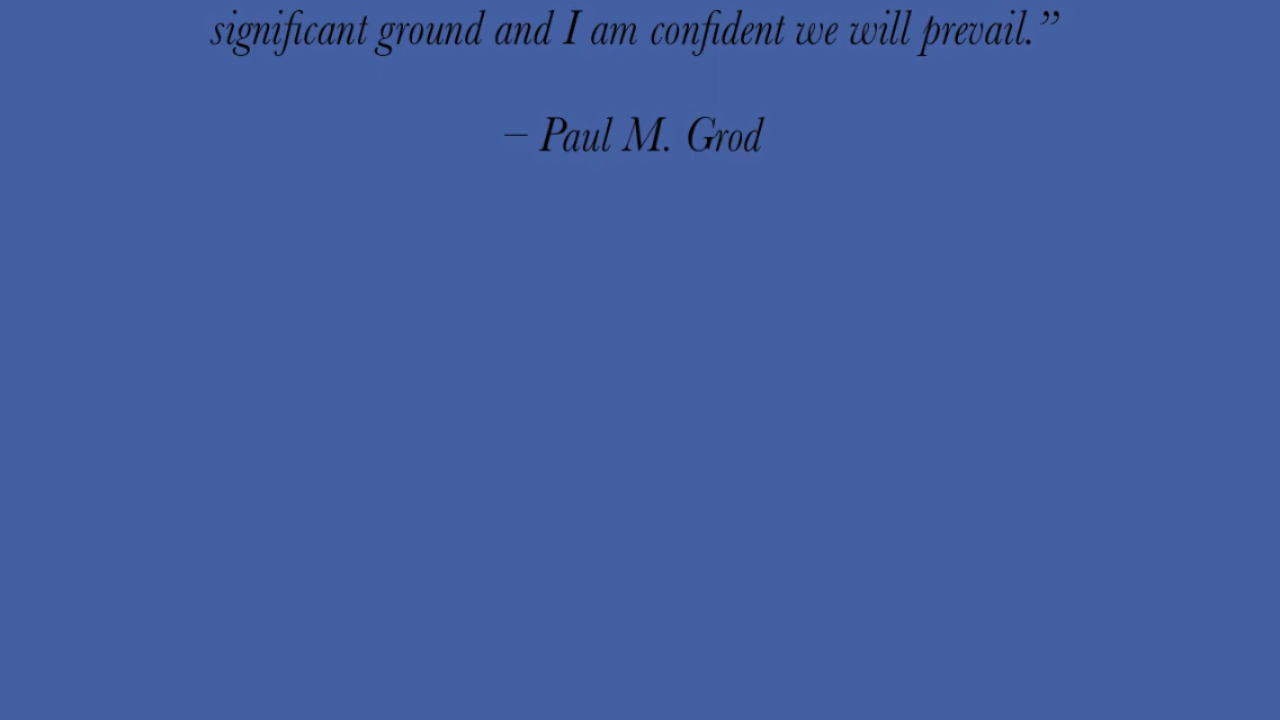 significant ground and I am confident we will prevail.”
– Paul M. Grod